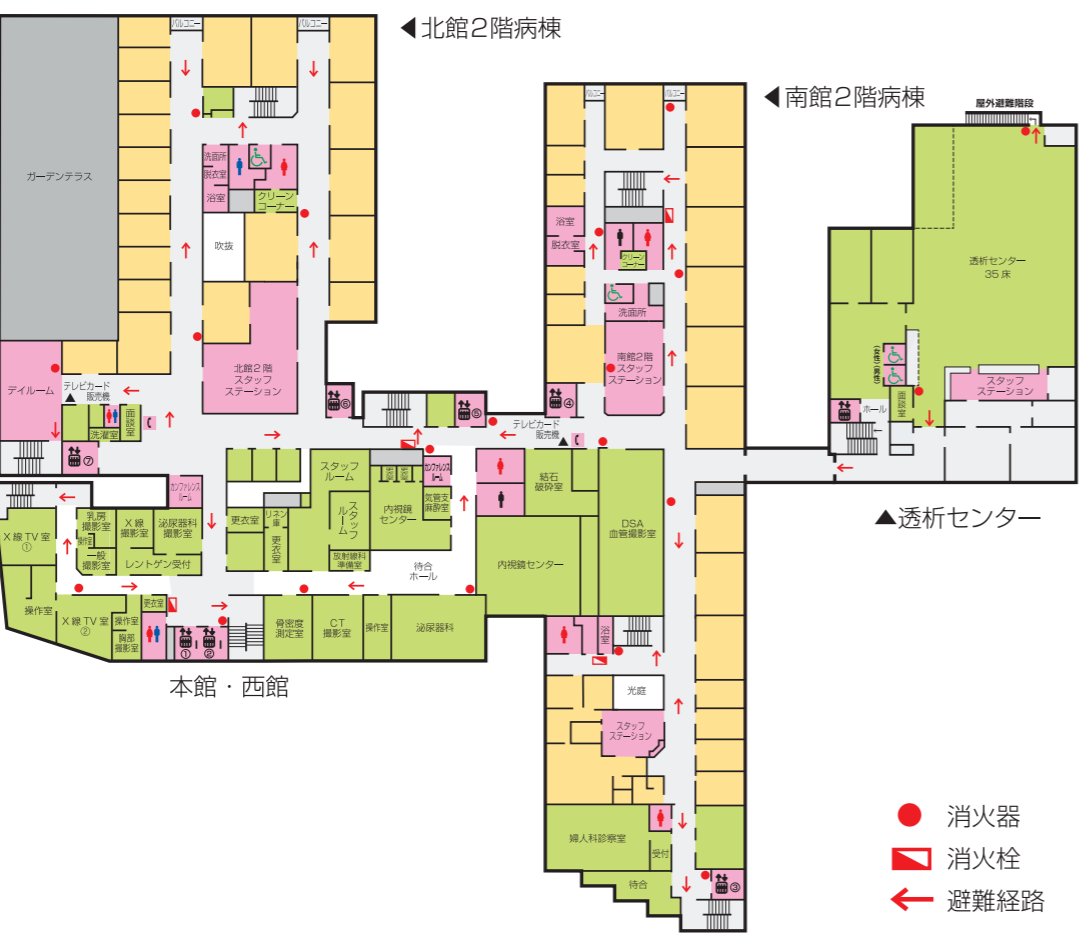 ◀北館2階病棟
バルコニー
バルコニー
ガーデンテラス
洗面所
脱衣室
浴室
クリーン
コーナー
吹抜
北館2階
スタッフ
ステーション
デイルーム
テレビカード
販売機
面談室
洗濯室
⑦
⑥
⑤
◀南館2階病棟
バルコニー
バルコニー
浴室
脱衣室
クリーン
コーナー
洗面所
南館2階
スタッフ
ステーション
④
テレビカード
販売機
屋外避難階段
透析センター
35床
(女性)
(男性)
スタッフ
ステーション
面談室
ホール
▲透析センター
カンファレンス
ルーム
X線TV室
①
乳房
撮影室
操作室
一般
撮影室
X線
撮影室
泌尿器科
撮影室
レントゲン受付
操作室
X線TV室
②
操作室
胸部
撮影室
更衣室
①
②
更衣室
リネン
庫
更衣室
スタッフ
ルーム
スタッフ
ルーム
放射線科
準備室
内視鏡
センター
カンファレンス
ルーム
気管支
麻酔室
待合
ホール
骨密度
測定室
CT
撮影室
操作室
泌尿器科
結石
破砕室
内視鏡センター
DSA
血管撮影室
本館・西館
浴室
光庭
スタッフ
ステーション
婦人科診察室
受付
待合
③
消火器
消火栓
避難経路